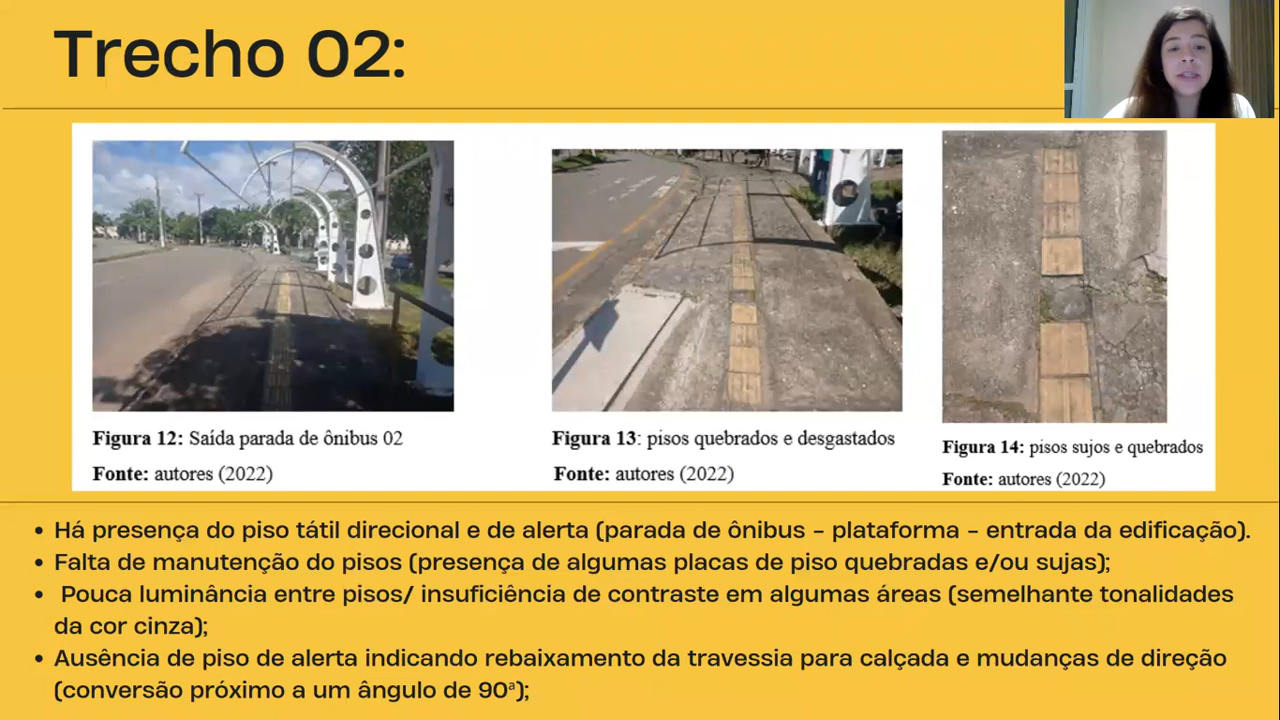 Trecho 02:
Figura 12: Saída parada de ônibus 02
Fonte: autores (2022)
Figura 13: pisos quebrados e desgastados
Fonte: autores (2022)
Figura 14: pisos sujos e quebrados
Fonte: autores (2022)
• Há presença do piso tátil direcional e de alerta (parada de ônibus - plataforma - entrada da edificação).
• Falta de manutenção do pisos (presença de algumas placas de piso quebradas e/ou sujas);
• Pouca luminância entre pisos/ insuficiência de contraste em algumas áreas (semelhante tonalidades
da cor cinza);
• Ausência de piso de alerta indicando rebaixamento da travessia para calçada e mudanças de direção
(conversão próximo a um ângulo de 90ª);